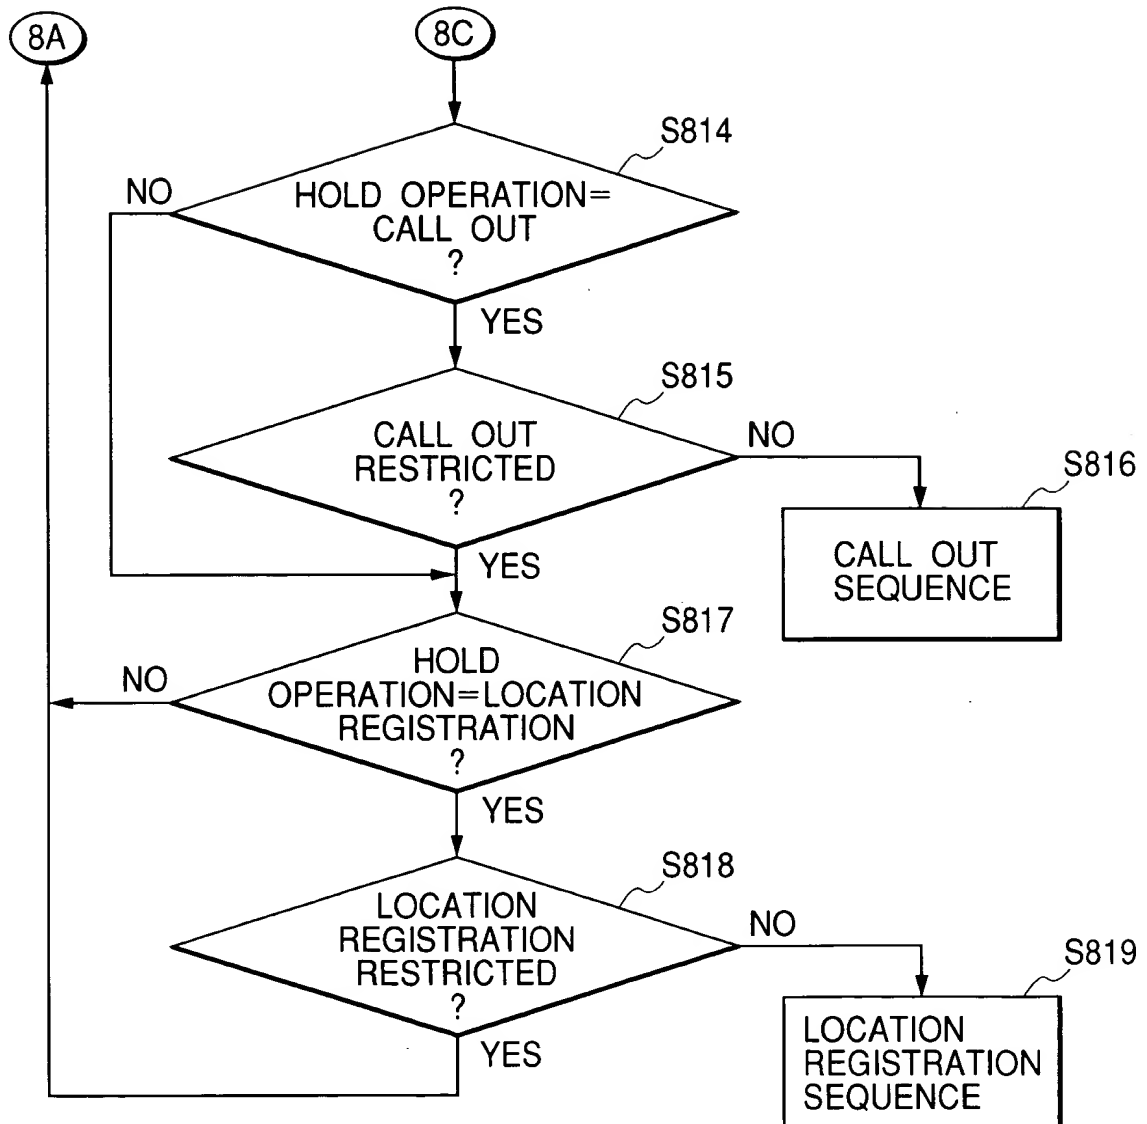 8A
8C
S814
NO
HOLD OPERATION=
CALL OUT
?
YES
S815
CALL OUT
RESTRICTED
?
NO
S816
CALL OUT
SEQUENCE
YES
S817
NO
HOLD
OPERATION=LOCATION
REGISTRATION
?
YES
S818
LOCATION
REGISTRATION
RESTRICTED
?
NO
S819
LOCATION
REGISTRATION
SEQUENCE
YES